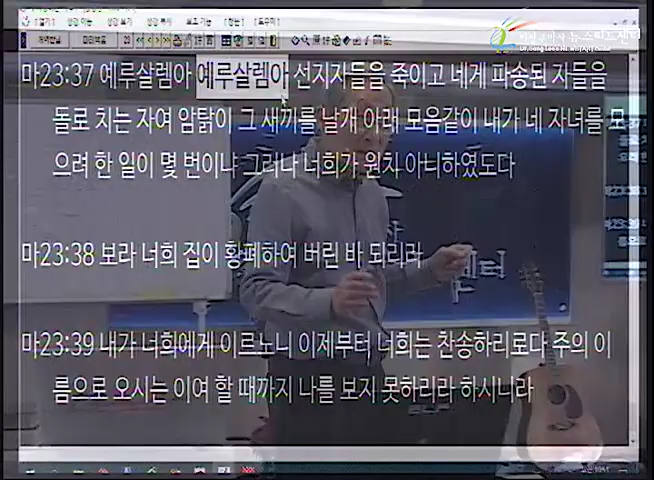 마23:37 예루살렘아 예루살렘아 선지자들을 죽이고 네게 파송된 자들을
돌로 치는 자여 암탉이 그 새끼를 날개 아래 모음같이 내가 네 자녀를 모
으려 한 일이 몇 번이냐 그러나 너희가 원치 아니하였도다
마23:38 보라 너희 집이 황폐하여 버린 바 되리라
마23:39 내가 너희에게 이르노니 이제부터 너희는 찬송하리로다 주의 이
름으로 오시는 이여 할 때까지 나를 보지 못하리라 하시니라